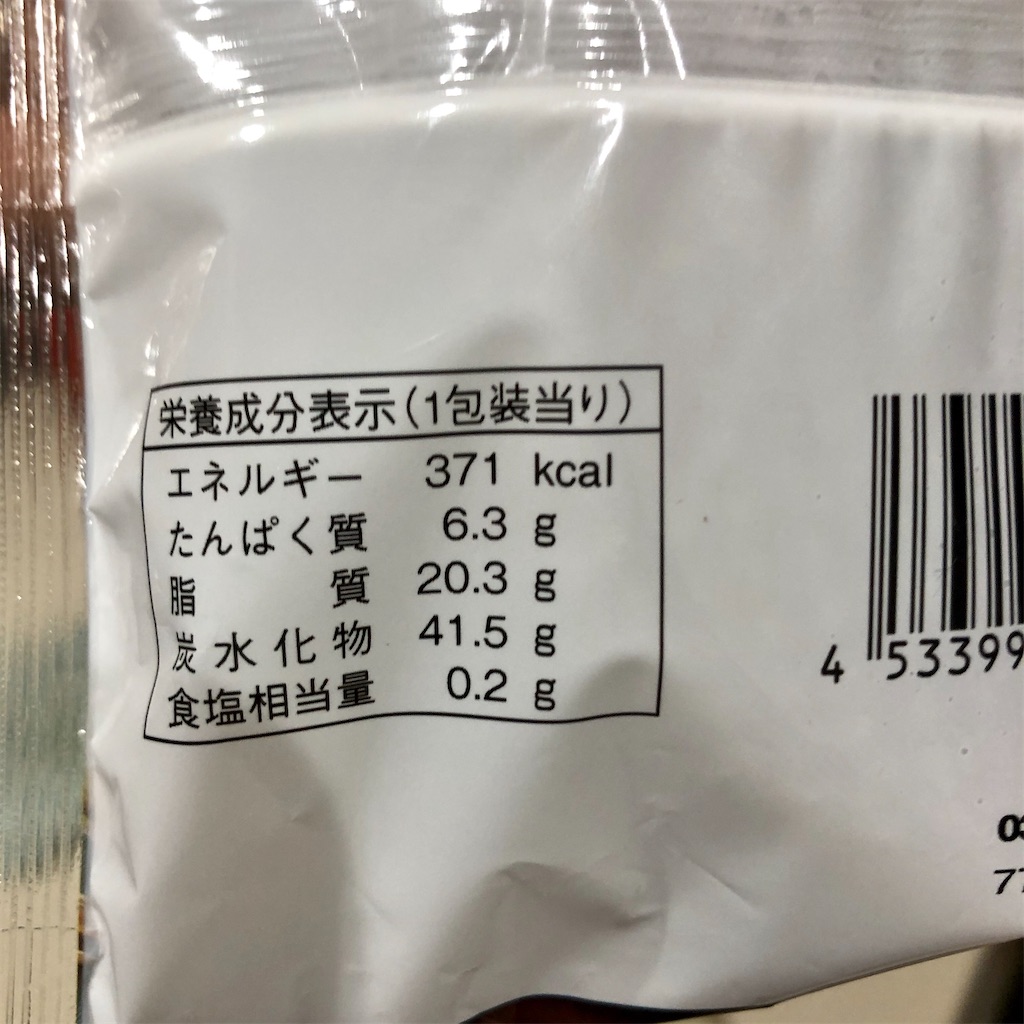 栄養成分表示(1包装当り)
エネルギー 371 kcal
たんぱく質 6.3 g
脂質 20.3 g
炭水化物 41.5 g
食塩相当量 0.2 g
4 53399